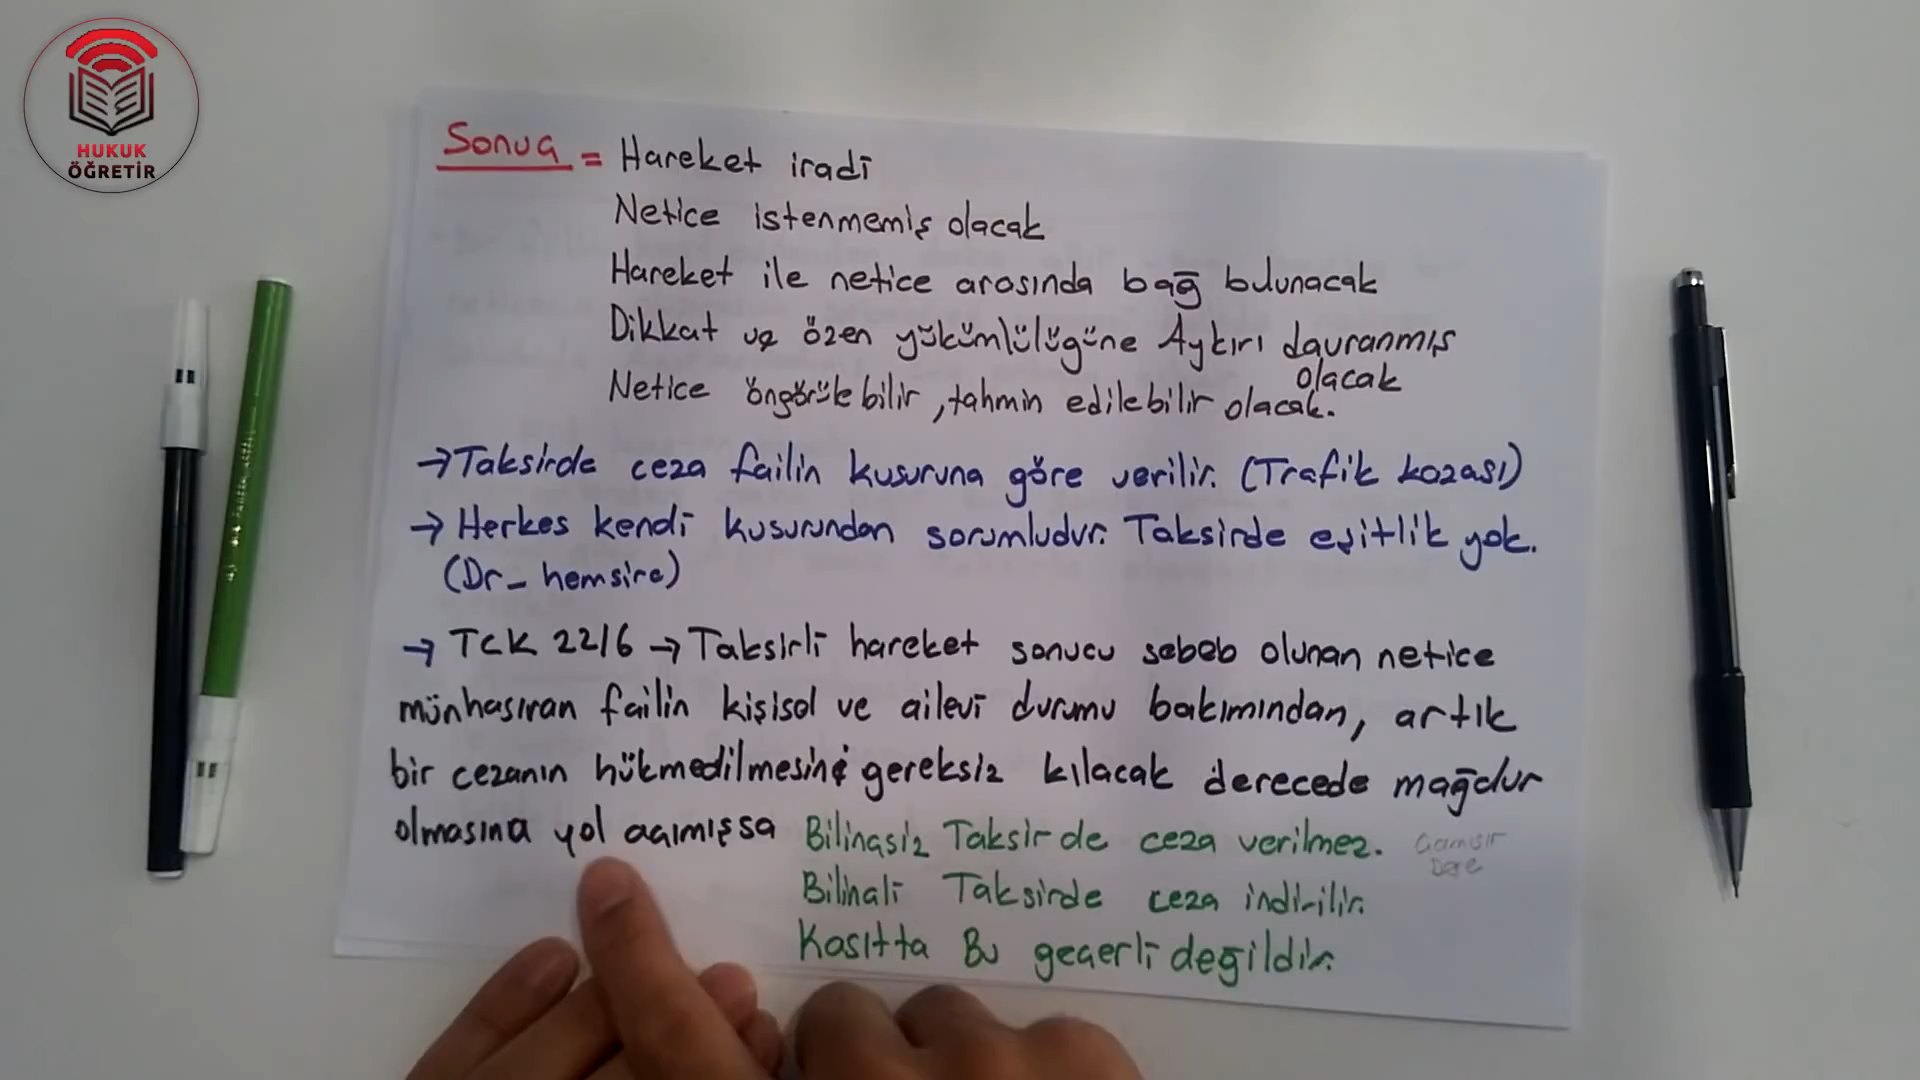 HUKUK
ÖĞRETİR
Sonuç = Hareket iradî
Netice istenmemiş olacak
Hareket ile netice arasında bağ bulunacak
Dikkat ve özen yükümlülüğüne Aykırı davranmış
olacak
Netice öngörülebilir, tahmin edilebilir olacak.
→ Taksirde ceza failin kusuruna göre verilir. (Trafik kazası)
→ Herkes kendi kusurundan sorumludur. Taksirde eşitlik yok.
(Dr - hemşire)
→ TCK 22/6 → Taksirli hareket sonucu sebeb olunan netice
münhasıran failin kişisel ve ailevi durumu bakımından, artık
bir cezanın hükmedilmesine gereksiz kılacak derecede mağdur
olmasına yol açmışsa
Bilinçsiz Taksirde ceza verilmez.
Bilinçli Taksirde ceza indirilir.
Kasıtta Bu geçerli değildir.